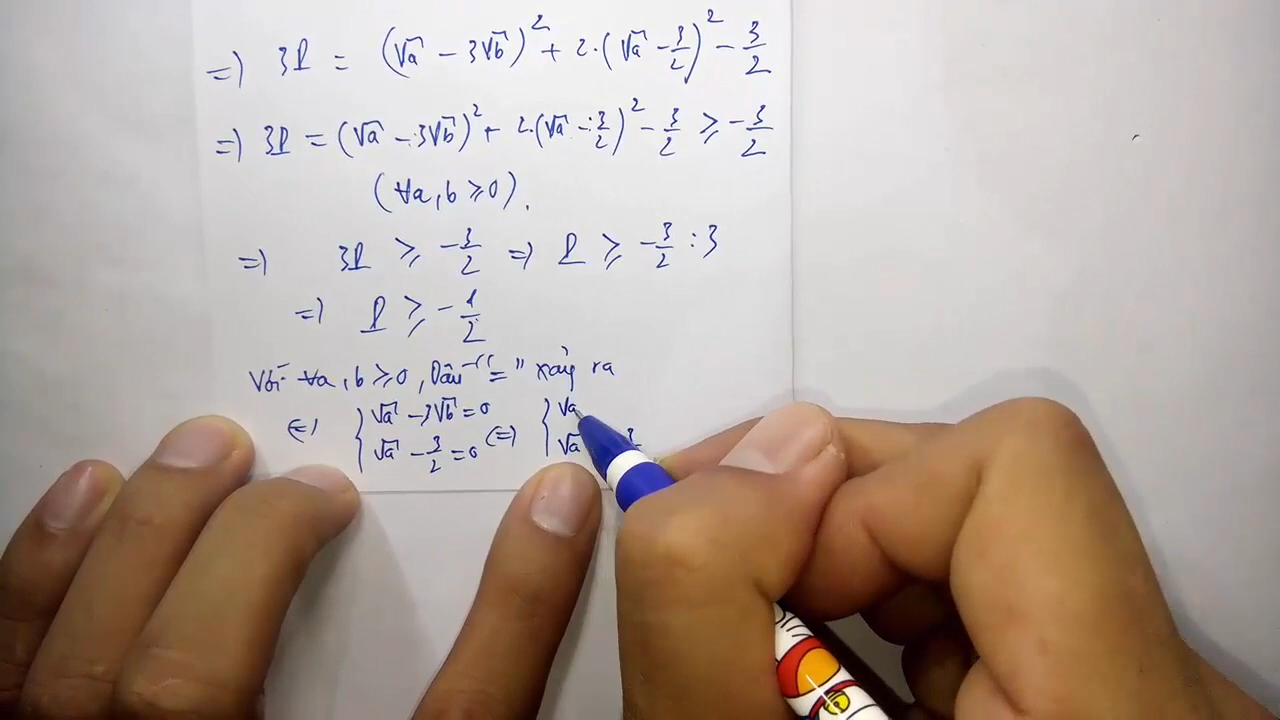 =) 3P = (√a - 3√b)² + 2·(√a - 3/2)² - 3/2
=) 3P = (√a - 3√b)² + 2·(√a - 3/2)² - 3/2 ≥ -3/2
(∀a, b ≥ 0).
=) 3P ≥ -3/2 =) P ≥ -3/2 : 3
=) P ≥ -1/2
Với ∀a, b ≥ 0, Dấu "=" xảy ra
(=) { √a - 3√b = 0 (=) { √a
√a - 3/2 = 0 √a 3/2